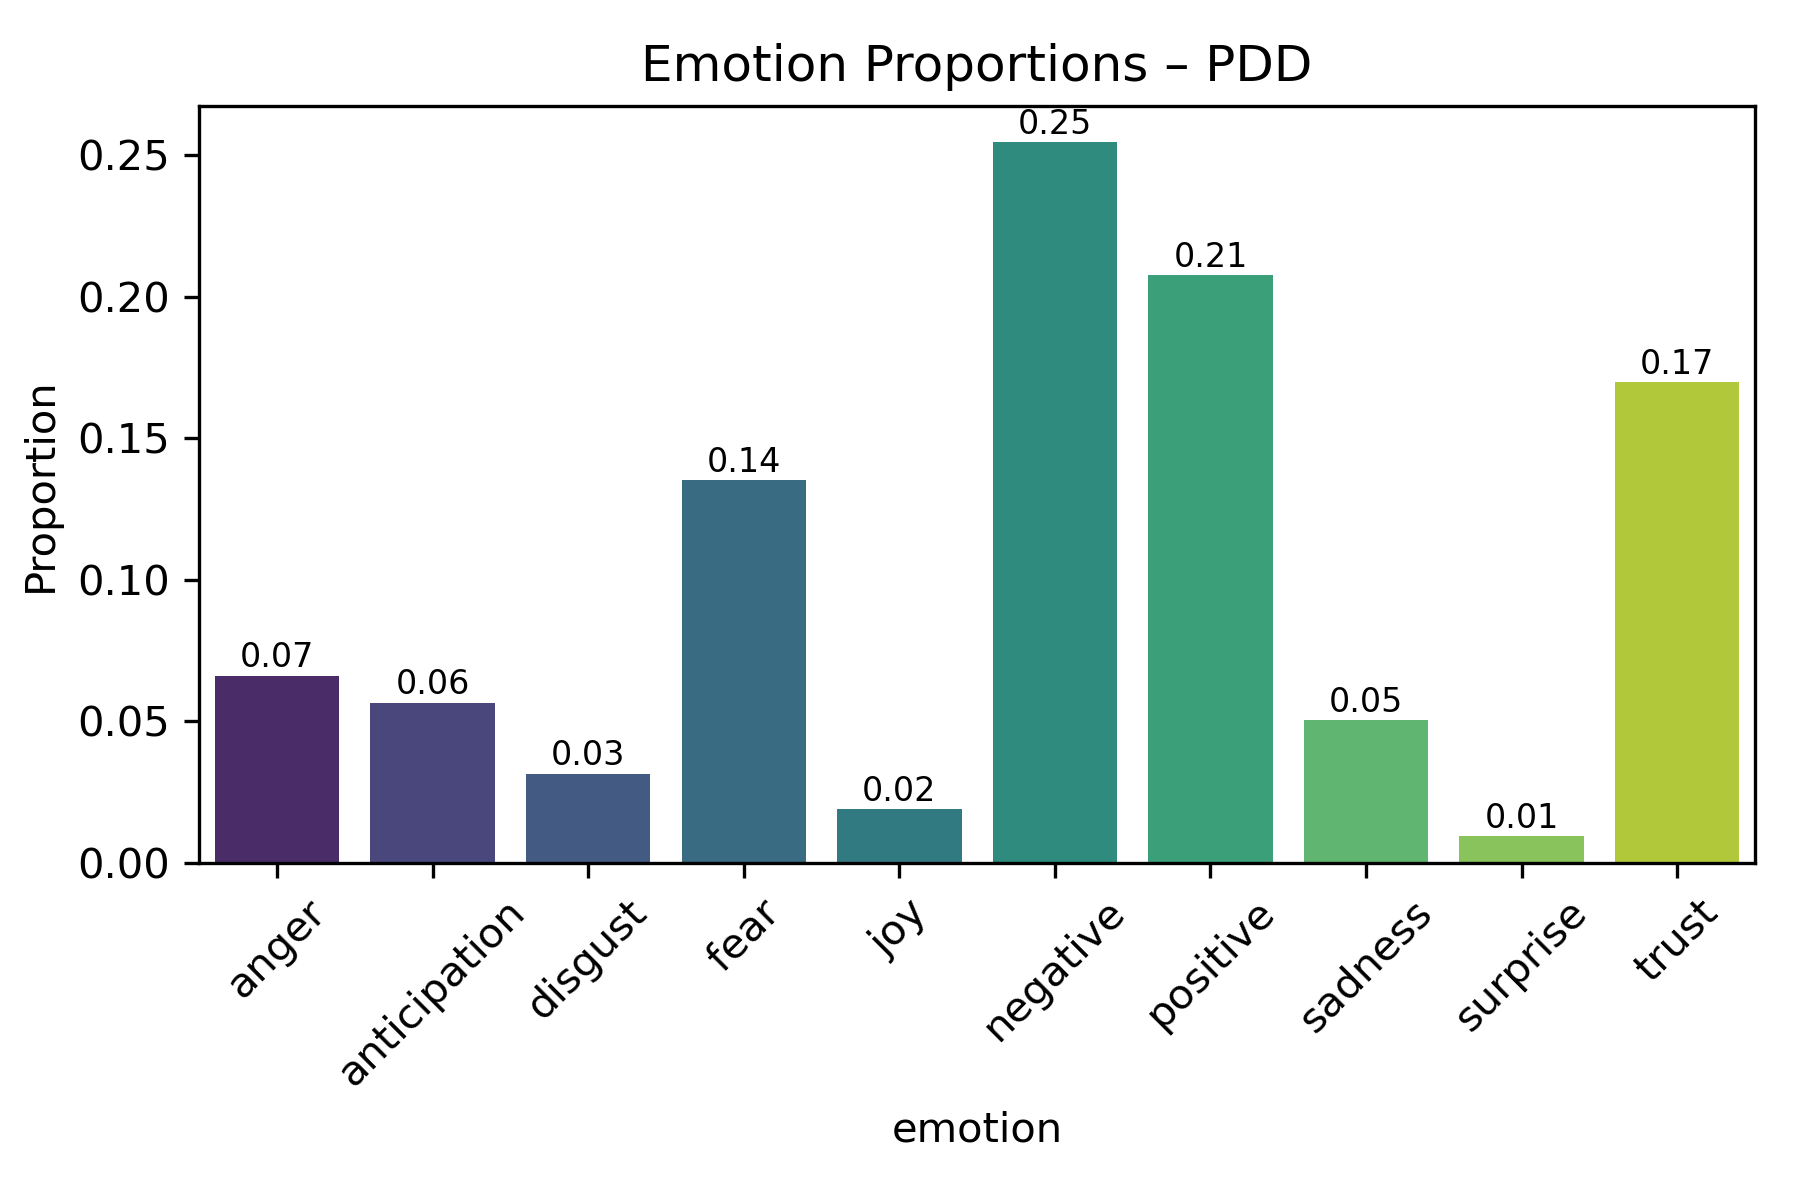 Emotion Proportions – PDD
Proportion
0.25
0.20
0.15
0.10
0.05
0.00
0.07
0.06
0.03
0.14
0.02
0.25
0.21
0.05
0.01
0.17
anger
anticipation
disgust
fear
joy
negative
positive
sadness
surprise
trust
emotion